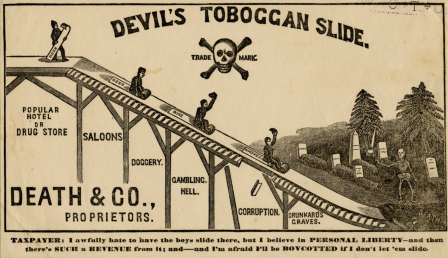 DEVIL'S TOBOGGAN SLIDE.
TRADE MARK.
POPULAR
HOTEL
OR
DRUG STORE
SALOONS
DOGGERY.
GAMBLING.
HELL.
CORRUPTION.
DRUNKARDS
GRAVES.
DEATH & CO.,
PROPRIETORS.
TAXPAYER: I awfully hate to have the boys slide there, but I believe in PERSONAL LIBERTY—and then
there's SUCH a REVENUE from it; and——and I'm afraid I'll be BOYCOTTED if I don't let 'em slide.